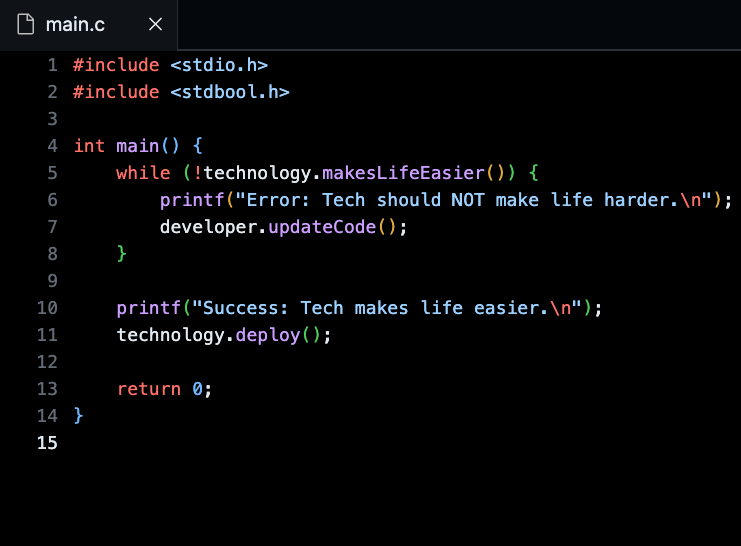 main.c
1 #include <stdio.h>
2 #include <stdbool.h>
3
4 int main() {
5     while (!technology.makesLifeEasier()) {
6         printf("Error: Tech should NOT make life harder.\n");
7         developer.updateCode();
8     }
9
10     printf("Success: Tech makes life easier.\n");
11     technology.deploy();
12
13     return 0;
14 }
15